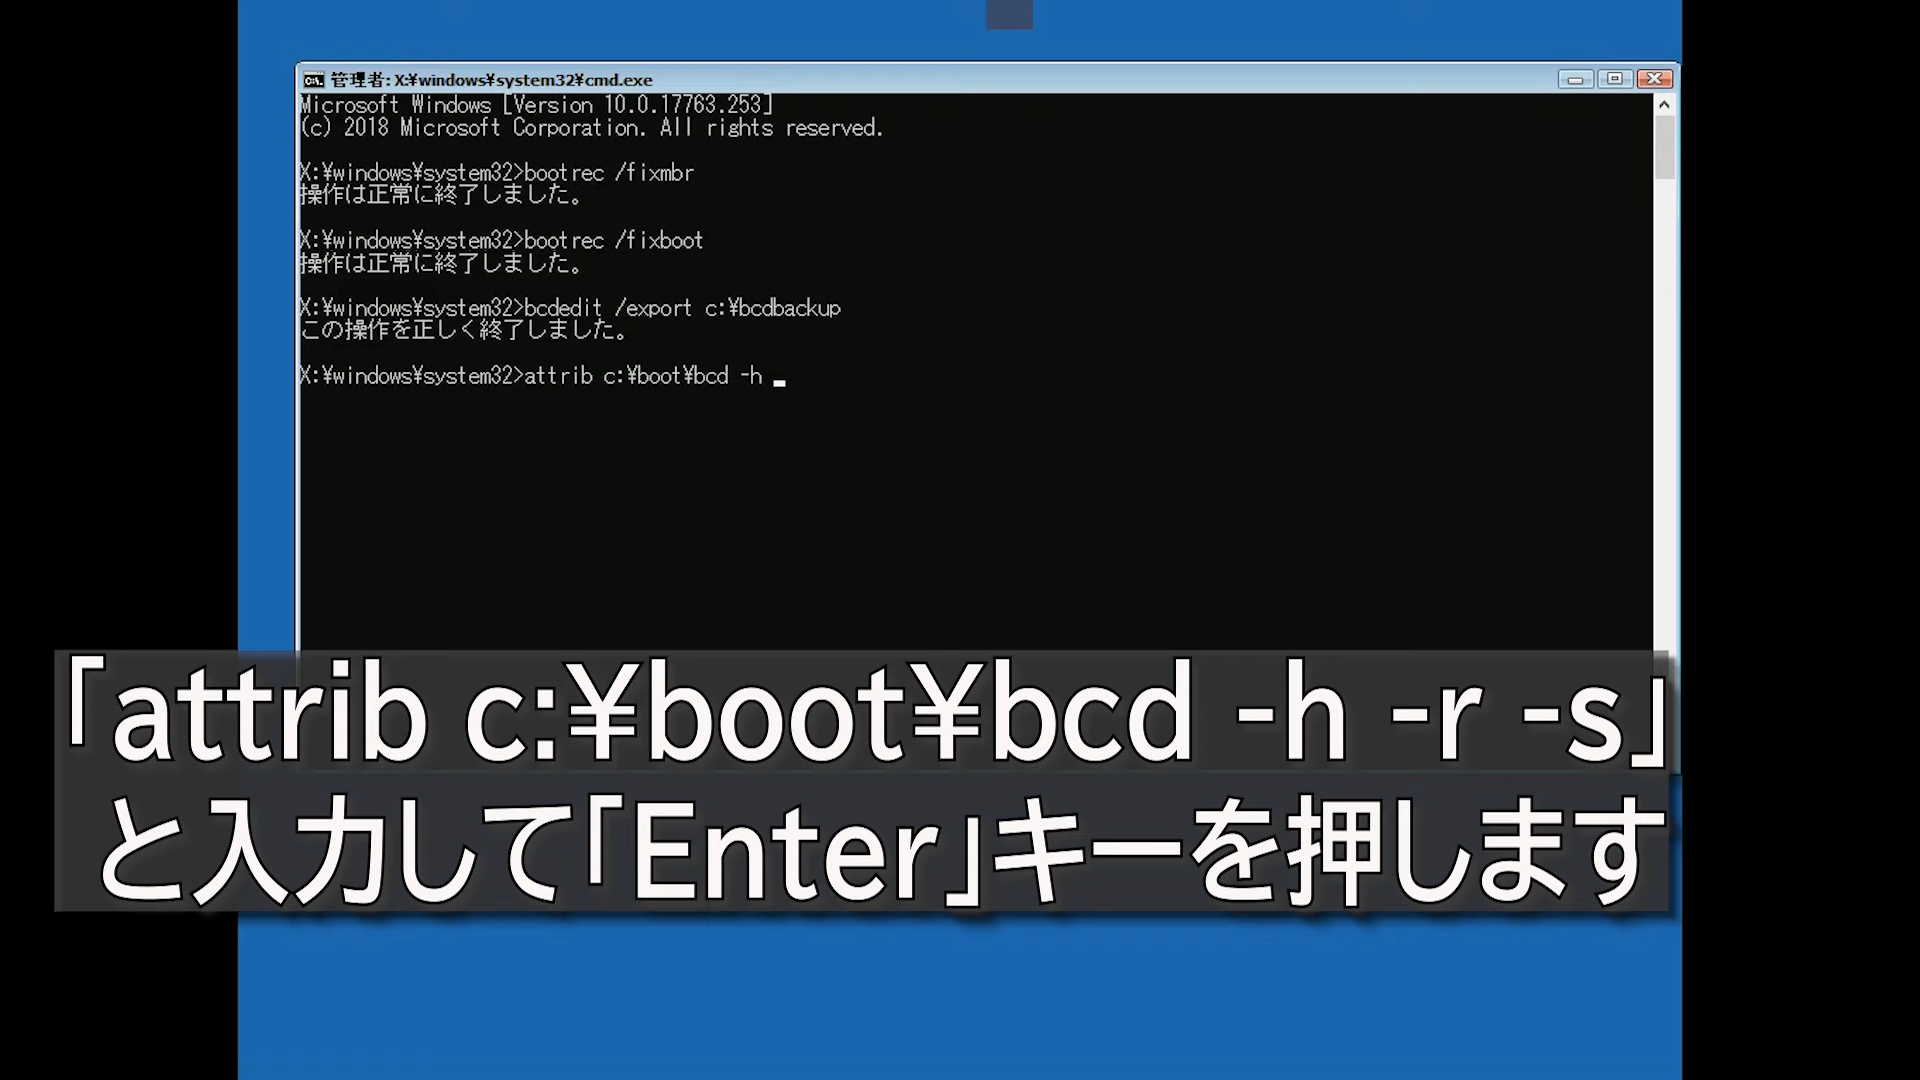 管理者: X:¥windows¥system32¥cmd.exe
Microsoft Windows [Version 10.0.17763.253]
(c) 2018 Microsoft Corporation. All rights reserved.
X:¥windows¥system32>bootrec /fixmbr
操作は正常に終了しました。
X:¥windows¥system32>bootrec /fixboot
操作は正常に終了しました。
X:¥windows¥system32>bcdedit /export c:¥bcdbackup
この操作を正しく終了しました。
X:¥windows¥system32>attrib c:¥boot¥bcd -h
「attrib c:¥boot¥bcd -h -r -s」
と入力して「Enter」キーを押します